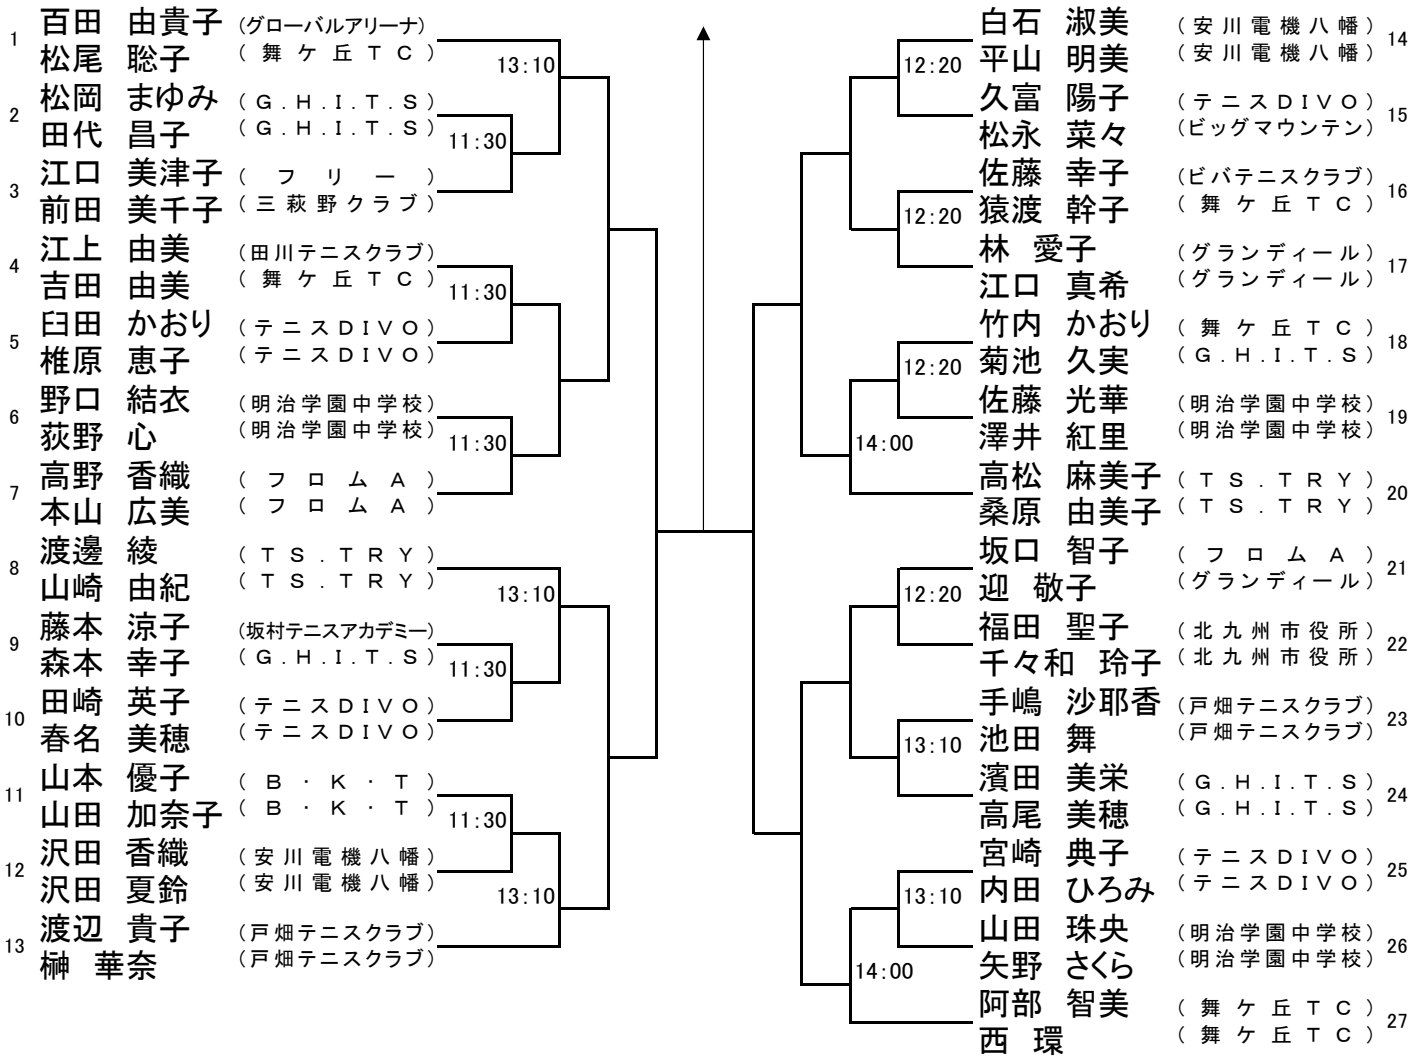 1 百田 由貴子 (グローバルアリーナ)
松尾 聡子 (舞ケ丘TC)
13:10
2 松岡 まゆみ (G.H.I.T.S)
田代 昌子 (G.H.I.T.S)
11:30
3 江口 美津子 (フリー)
前田 美千子 (三萩野クラブ)
4 江上 由美 (田川テニスクラブ)
吉田 由美 (舞ケ丘TC)
11:30
5 臼田 かおり (テニスDIVO)
椎原 恵子 (テニスDIVO)
6 野口 結衣 (明治学園中学校)
荻野 心 (明治学園中学校)
11:30
7 高野 香織 (フロムA)
本山 広美 (フロムA)
8 渡邊 綾 (TS.TRY)
山崎 由紀 (TS.TRY)
13:10
9 藤本 涼子 (坂村テニスアカデミー)
森本 幸子 (G.H.I.T.S)
11:30
10 田崎 英子 (テニスDIVO)
春名 美穂 (テニスDIVO)
11 山本 優子 (B・K・T)
山田 加奈子 (B・K・T)
11:30
12 沢田 香織 (安川電機八幡)
沢田 夏鈴 (安川電機八幡)
13:10
13 渡辺 貴子 (戸畑テニスクラブ)
榊 華奈 (戸畑テニスクラブ)
白石 淑美 (安川電機八幡) 14
平山 明美 (安川電機八幡)
12:20
久富 陽子 (テニスDIVO) 15
松永 菜々 (ビッグマウンテン)
佐藤 幸子 (ビバテニスクラブ) 16
猿渡 幹子 (舞ケ丘TC)
12:20
林 愛子 (グランディール) 17
江口 真希 (グランディール)
竹内 かおり (舞ケ丘TC) 18
菊池 久実 (G.H.I.T.S)
12:20
佐藤 光華 (明治学園中学校) 19
澤井 紅里 (明治学園中学校)
14:00
高松 麻美子 (TS.TRY) 20
桑原 由美子 (TS.TRY)
坂口 智子 (フロムA) 21
迎 敬子 (グランディール)
12:20
福田 聖子 (北九州市役所) 22
千々和 玲子 (北九州市役所)
手嶋 沙耶香 (戸畑テニスクラブ) 23
池田 舞 (戸畑テニスクラブ)
13:10
濱田 美栄 (G.H.I.T.S) 24
高尾 美穂 (G.H.I.T.S)
宮崎 典子 (テニスDIVO) 25
内田 ひろみ (テニスDIVO)
13:10
山田 珠央 (明治学園中学校) 26
矢野 さくら (明治学園中学校)
14:00
阿部 智美 (舞ケ丘TC) 27
西 環 (舞ケ丘TC)